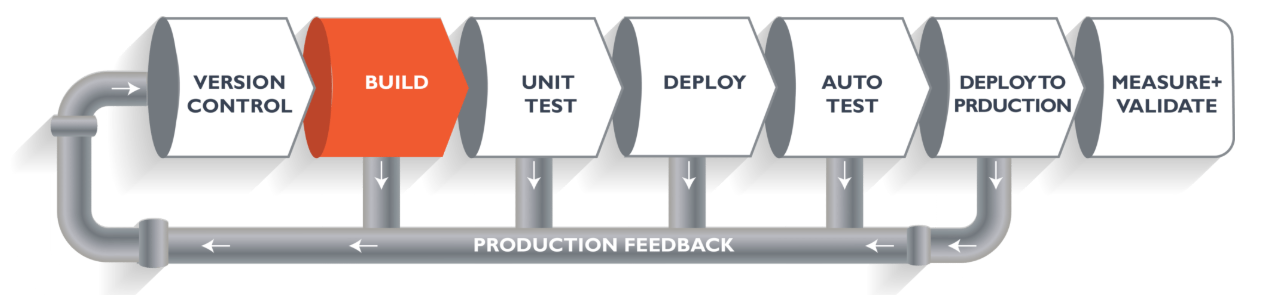 VERSION
CONTROL
BUILD
UNIT
TEST
DEPLOY
AUTO
TEST
DEPLOY TO
PRDUCTION
MEASURE+
VALIDATE
PRODUCTION FEEDBACK